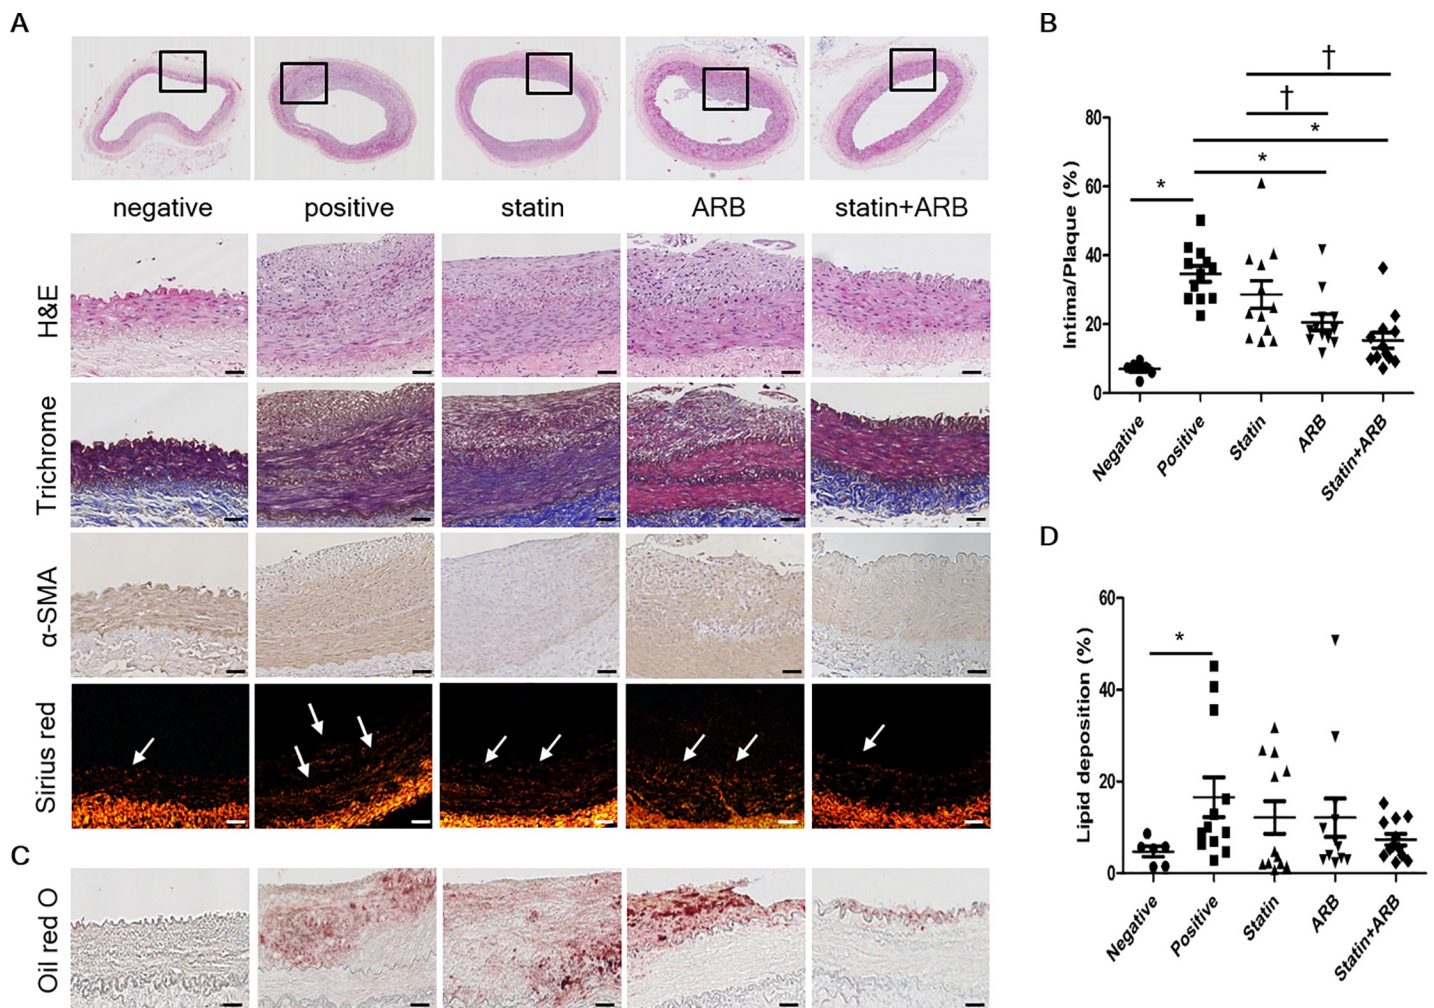 A
negative positive statin ARB statin+ARB
H&E
Trichrome
α-SMA
Sirius red
C
Oil red O
B
†
†
*
*
*
Intima/Plaque (%)
80
60
40
20
0
Negative Positive Statin ARB Statin+ARB
D
*
Lipid deposition (%)
60
40
20
0
Negative Positive Statin ARB Statin+ARB